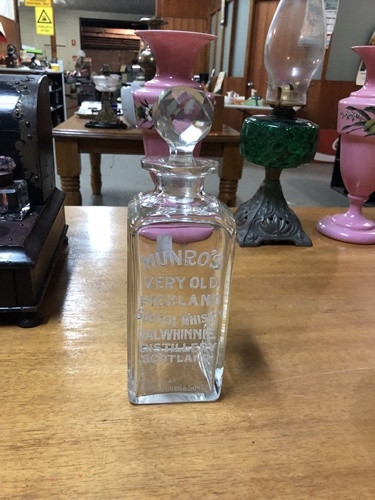 MUNRO'S
VERY OLD
HIGHLAND
SCOTCH WHISKY
DALWHINNIE
DISTILLERY
SCOTLAND